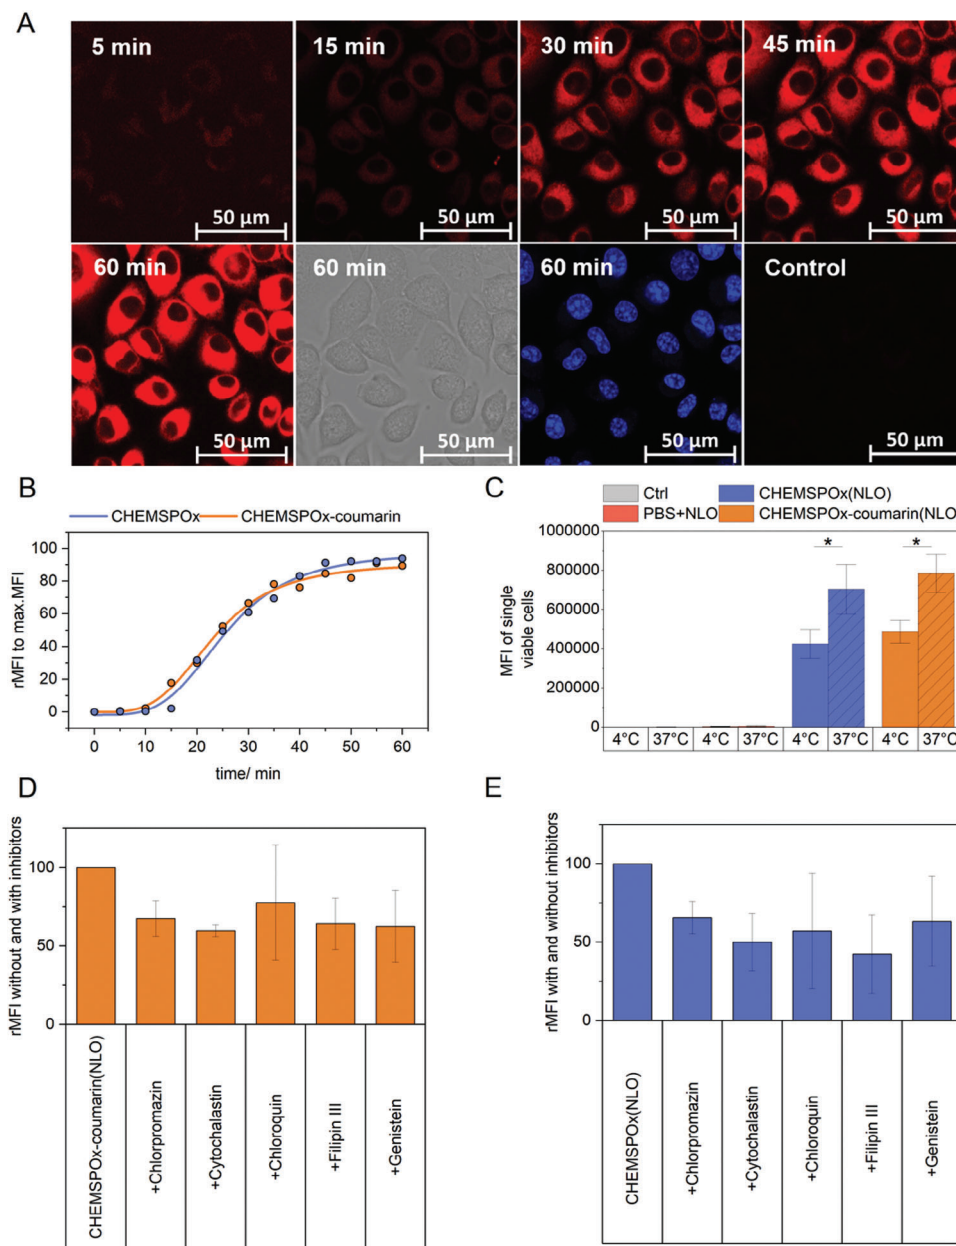 A
5 min
15 min
30 min
45 min
50 µm
50 µm
50 µm
50 µm
60 min
60 min
60 min
Control
50 µm
50 µm
50 µm
50 µm
B
CHEMSPOx
CHEMSPOx-coumarin
rMFI to max.MFI
100
80
60
40
20
0
0
10
20
30
40
50
60
time/ min
C
Ctrl
CHEMSPOx(NLO)
PBS+NLO
CHEMSPOx-coumarin(NLO
MFI of single
viable cells
1000000
800000
600000
400000
200000
0
*
*
4°C
37°C
4°C
37°C
4°C
37°C
4°C
37°C
D
rMFI without and with inhibitors
100
50
0
CHEMSPOx-coumarin(NLO)
+Chlorpromazin
+Cytochalastin
+Chloroquin
+Filipin III
+Genistein
E
rMFI with and without inhibitors
100
50
0
CHEMSPOx(NLO)
+Chlorpromazin
+Cytochalastin
+Chloroquin
+Filipin III
+Genistein